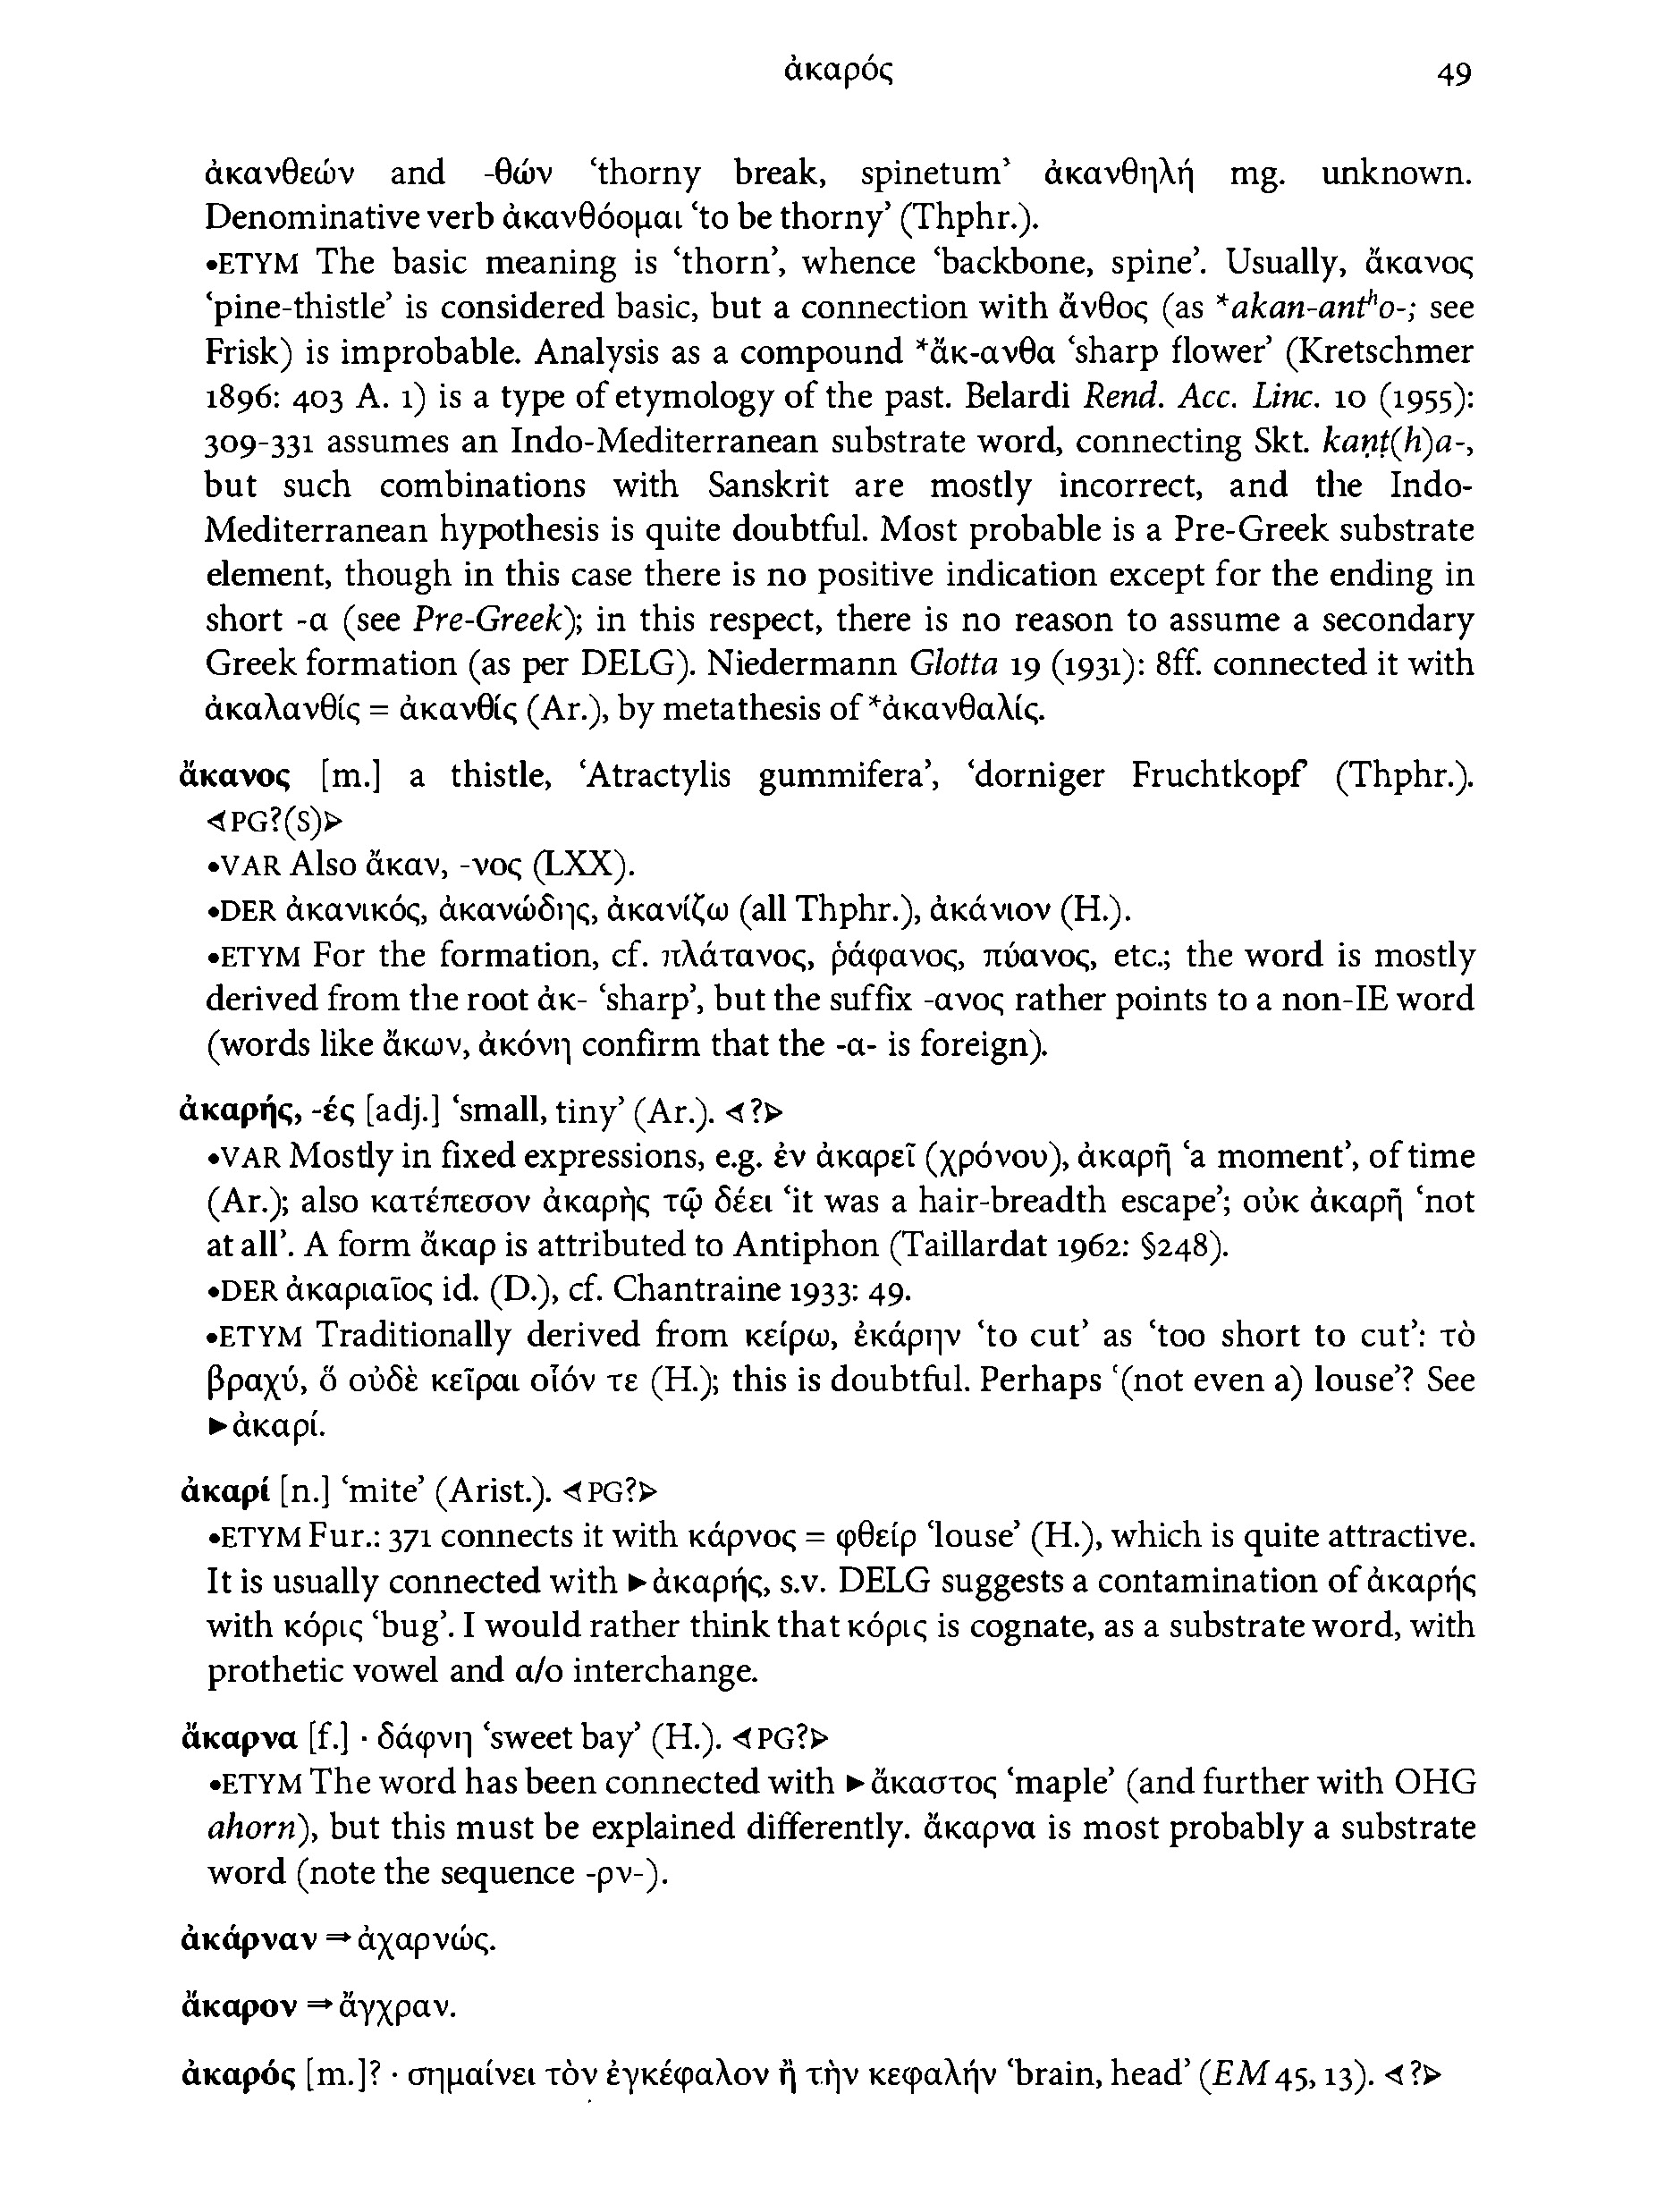 ἀκαρός 49
ἀκανθεών and -θών ‘thorny break, spinetum’ ἀκανθηλή mg. unknown.
Denominative verb ἀκανθόομαι ‘to be thorny’ (Thphr.).
•ETYM The basic meaning is ‘thorn’, whence ‘backbone, spine’. Usually, ἄκανος
‘pine-thistle’ is considered basic, but a connection with ἄνθος (as *akan-antʰo-; see
Frisk) is improbable. Analysis as a compound *ἄκ-ανθα ‘sharp flower’ (Kretschmer
1896: 403 A. 1) is a type of etymology of the past. Belardi Rend. Acc. Linc. 10 (1955):
309-331 assumes an Indo-Mediterranean substrate word, connecting Skt. kaṇṭ(h)a-,
but such combinations with Sanskrit are mostly incorrect, and the Indo-
Mediterranean hypothesis is quite doubtful. Most probable is a Pre-Greek substrate
element, though in this case there is no positive indication except for the ending in
short -α (see Pre-Greek); in this respect, there is no reason to assume a secondary
Greek formation (as per DELG). Niedermann Glotta 19 (1931): 8ff. connected it with
ἀκαλανθίς = ἀκανθίς (Ar.), by metathesis of *ἀκανθαλίς.
ἄκανος [m.] a thistle, ‘Atractylis gummifera’, ‘dorniger Fruchtkopf’ (Thphr.).
⊲PG?(S)⊳
•VAR Also ἄκαν, -νος (LXX).
•DER ἀκανικός, ἀκανώδης, ἀκανίζω (all Thphr.), ἀκάνιον (H.).
•ETYM For the formation, cf. πλάτανος, ῥάφανος, πύανος, etc.; the word is mostly
derived from the root ἀκ- ‘sharp’, but the suffix -ανος rather points to a non-IE word
(words like ἄκων, ἀκόνη confirm that the -α- is foreign).
ἀκαρής, -ές [adj.] ‘small, tiny’ (Ar.). ⊲?⊳
•VAR Mostly in fixed expressions, e.g. ἐν ἀκαρεῖ (χρόνου), ἀκαρῆ ‘a moment’, of time
(Ar.); also κατέπεσον ἀκαρὴς τῷ δέει ‘it was a hair-breadth escape’; οὐκ ἀκαρῆ ‘not
at all’. A form ἄκαρ is attributed to Antiphon (Taillardat 1962: §248).
•DER ἀκαριαῖος id. (D.), cf. Chantraine 1933: 49.
•ETYM Traditionally derived from κείρω, ἐκάρην ‘to cut’ as ‘too short to cut’: τὸ
βραχύ, ὅ οὐδὲ κεῖραι οἷόν τε (H.); this is doubtful. Perhaps ‘(not even a) louse’? See
►ἀκαρί.
ἀκαρί [n.] ‘mite’ (Arist.). ⊲PG?⊳
•ETYM Fur.: 371 connects it with κάρνος = φθείρ ‘louse’ (H.), which is quite attractive.
It is usually connected with ►ἀκαρής, s.v. DELG suggests a contamination of ἀκαρής
with κόρις ‘bug’. I would rather think that κόρις is cognate, as a substrate word, with
prothetic vowel and α/ο interchange.
ἄκαρνα [f.] · δάφνη ‘sweet bay’ (H.). ⊲PG?⊳
•ETYM The word has been connected with ►ἄκαστος ‘maple’ (and further with OHG
ahorn), but this must be explained differently. ἄκαρνα is most probably a substrate
word (note the sequence -ρν-).
ἀκάρναν ⇒ἀχαρνώς.
ἄκαρον ⇒ἄγχραν.
ἀκαρός [m.]? · σημαίνει τὸν ἐγκέφαλον ἢ τὴν κεφαλήν ‘brain, head’ (EM 45, 13). ⊲?⊳